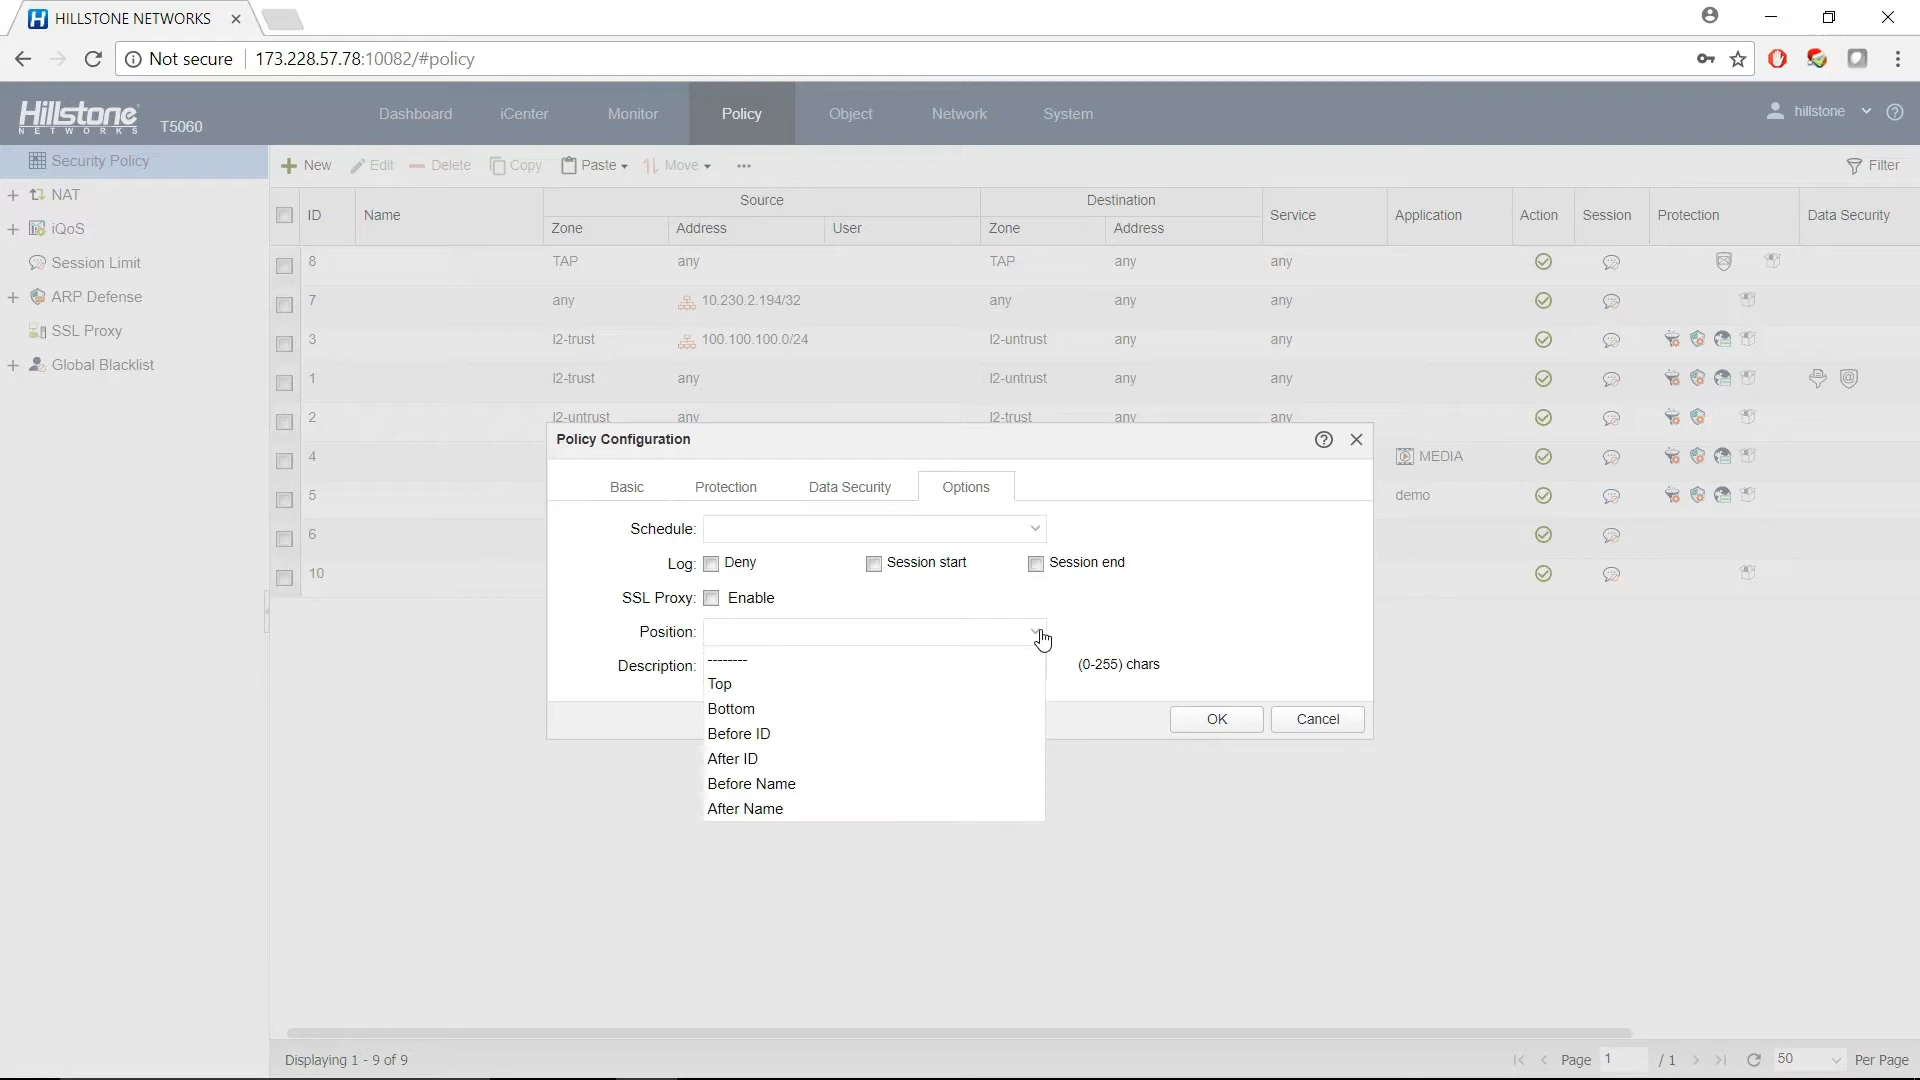 HILLSTONE NETWORKS
Not secure 173.228.57.78:10082/#policy
Hillstone
NETWORKS
T5060
Dashboard iCenter Monitor Policy Object Network System
hillstone
Security Policy
NAT
iQoS
Session Limit
ARP Defense
SSL Proxy
Global Blacklist
New Edit Delete Copy Paste Move ••• Filter
ID Name Source Destination Service Application Action Session Protection Data Security
Zone Address User Zone Address
8 TAP any TAP any any
7 any 10.230.2.194/32 any any any
3 l2-trust 100.100.100.0/24 l2-untrust any any
1 l2-trust any l2-untrust any any
2 l2-untrust any l2-trust any any
4 MEDIA
5 demo
6
10
Policy Configuration
Basic Protection Data Security Options
Schedule:
Log: Deny Session start Session end
SSL Proxy: Enable
Position:
Description: (0-255) chars
--------
Top
Bottom
Before ID
After ID
Before Name
After Name
OK Cancel
Displaying 1 - 9 of 9
Page 1 / 1 50 Per Page